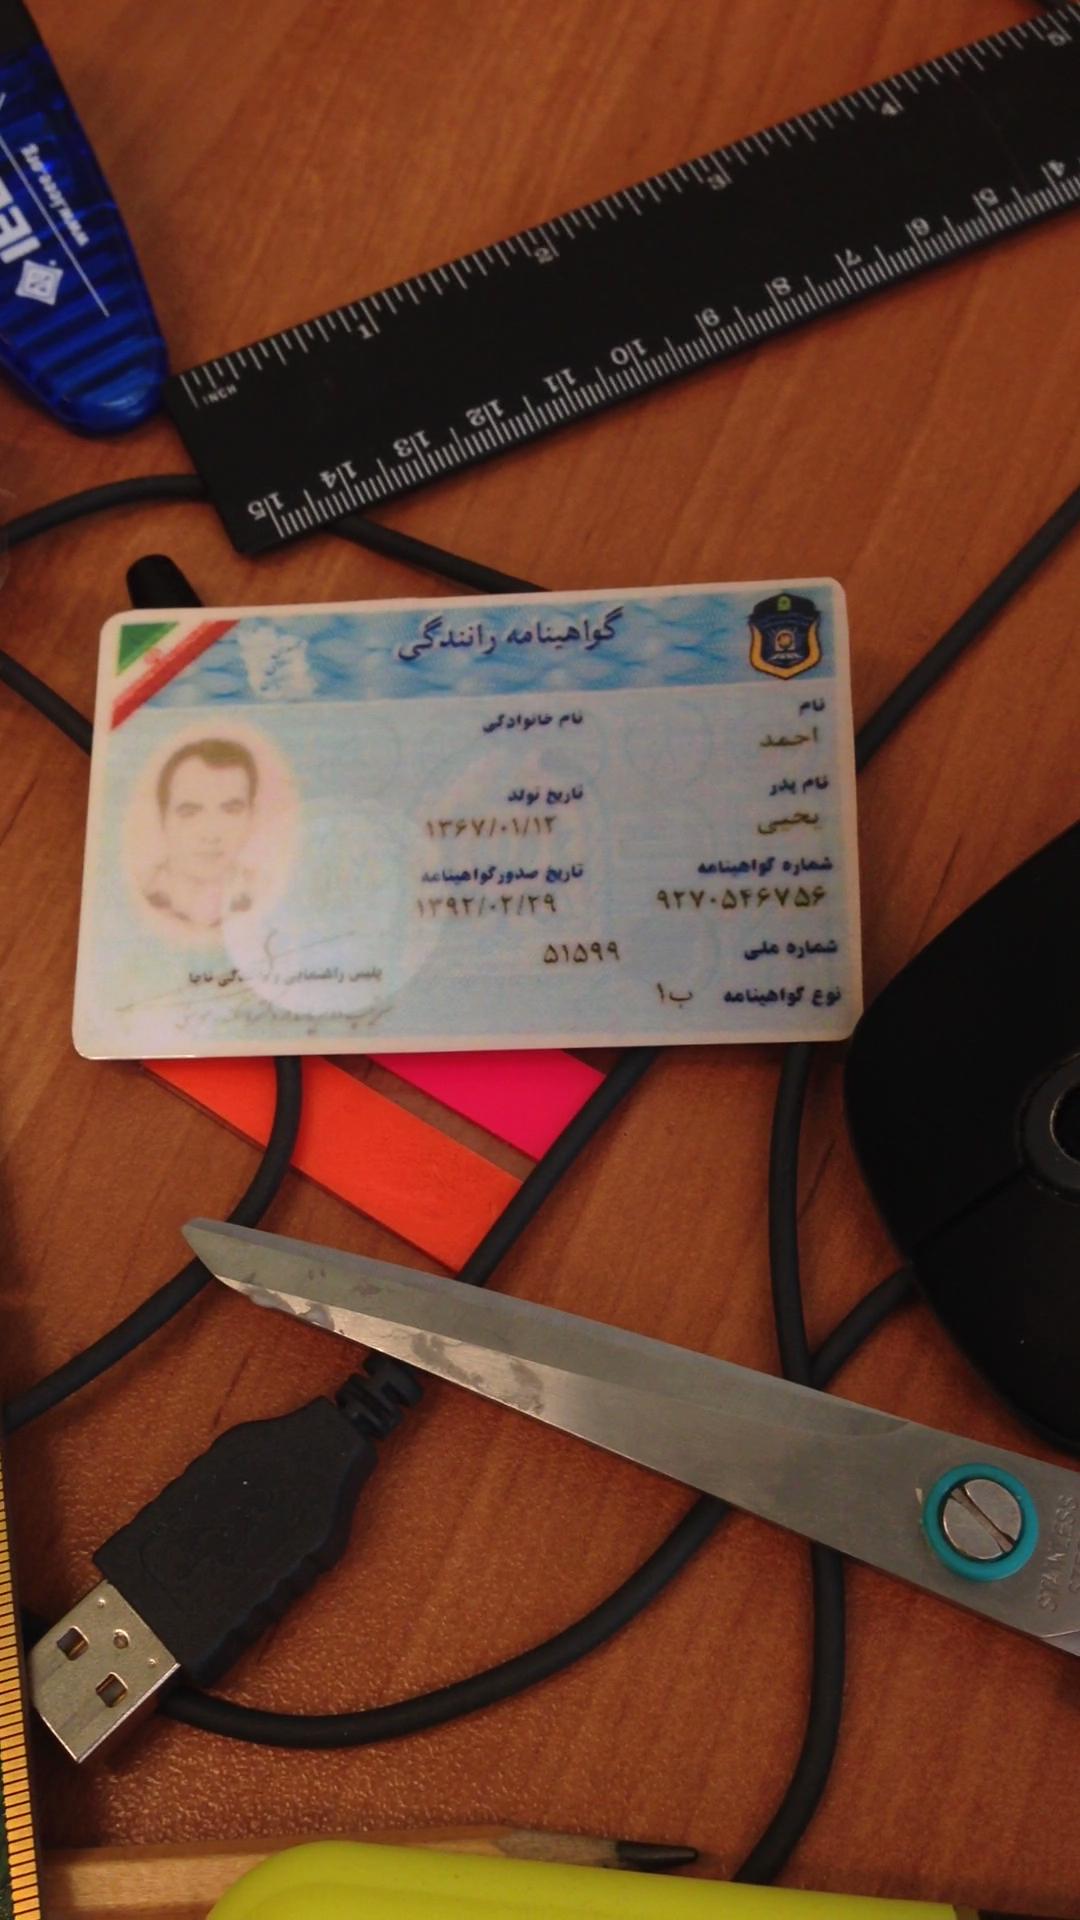 INCH 1 2 3 4 5
15 14 13 12 11 10 9 8 7 6 5 4
گواهینامه رانندگی
نام
احمد
نام خانوادگی
نام پدر
یحیی
تاریخ تولد
۱۳۶۷/۰۱/۱۲
شماره گواهینامه
۹۲۷۰۵۴۶۷۵۶
تاریخ صدورگواهینامه
۱۳۹۲/۰۲/۲۹
شماره ملی ۵۱۵۹۹
نوع گواهینامه ب۱
پلیس راهنمایی و رانندگی ناجا
STAINLESS